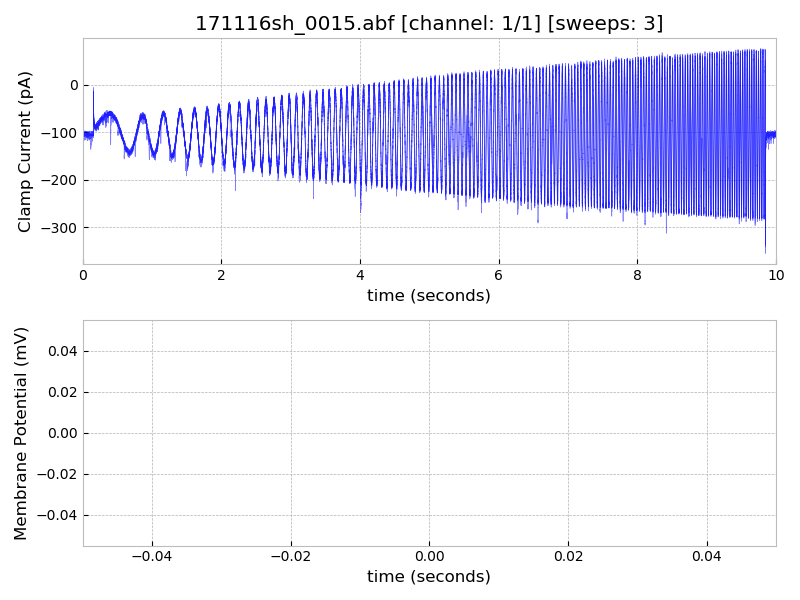 171116sh_0015.abf [channel: 1/1] [sweeps: 3]
Clamp Current (pA)
0
−100
−200
−300
0 2 4 6 8 10
time (seconds)
Membrane Potential (mV)
0.04
0.02
0.00
−0.02
−0.04
−0.04 −0.02 0.00 0.02 0.04
time (seconds)